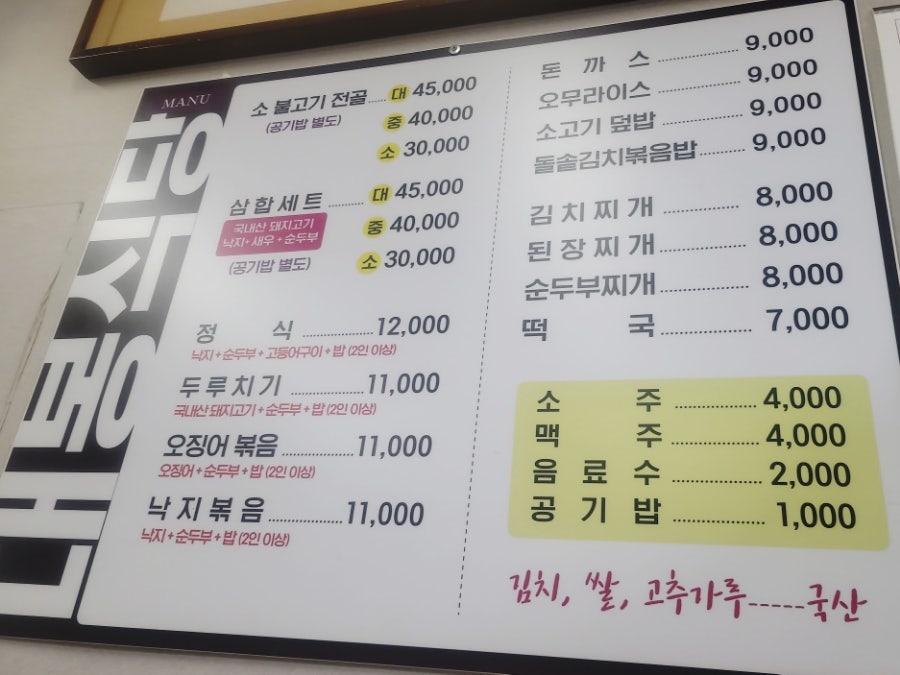 MANU
대봉식당
소 불고기 전골 ........ 대 45,000
(공기밥 별도) 중 40,000
소 30,000
삼합세트 ........ 대 45,000
국내산 돼지고기
낙지 + 새우 + 순두부
중 40,000
(공기밥 별도) 소 30,000
정 식 ........ 12,000
낙지 + 순두부 + 고등어구이 + 밥 (2인 이상)
두루치기 ........ 11,000
국내산 돼지고기 + 순두부 + 밥 (2인 이상)
오징어 볶음 ........ 11,000
오징어 + 순두부 + 밥 (2인 이상)
낙지볶음 ........ 11,000
낙지 + 순두부 + 밥 (2인 이상)
돈 까 스 ........ 9,000
오무라이스 ........ 9,000
소고기 덮밥 ........ 9,000
돌솥김치볶음밥 ........ 9,000
김치찌개 ........ 8,000
된장찌개 ........ 8,000
순두부찌개 ........ 8,000
떡 국 ........ 7,000
소 주 ........ 4,000
맥 주 ........ 4,000
음 료 수 ........ 2,000
공 기 밥 ........ 1,000
김치, 쌀, 고추가루 ------ 국산